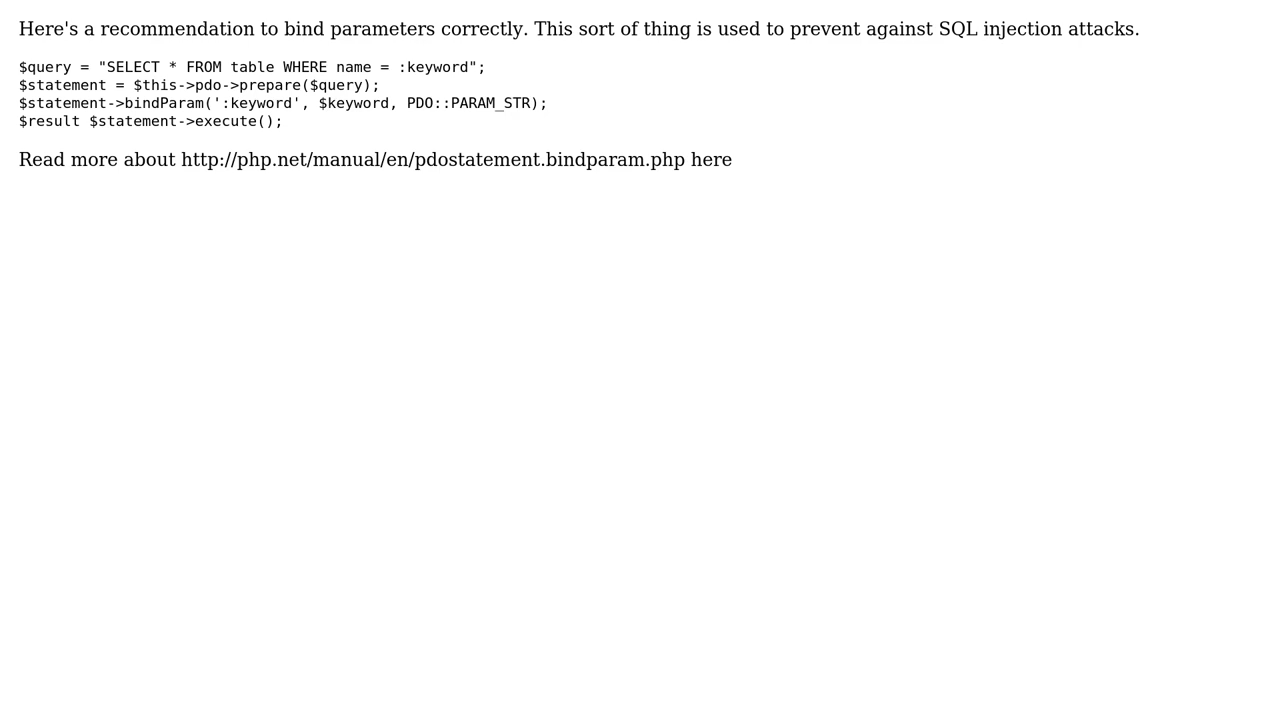 Here's a recommendation to bind parameters correctly. This sort of thing is used to prevent against SQL injection attacks.
$query = "SELECT * FROM table WHERE name = :keyword";
$statement = $this->pdo->prepare($query);
$statement->bindParam(':keyword', $keyword, PDO::PARAM_STR);
$result $statement->execute();
Read more about http://php.net/manual/en/pdostatement.bindparam.php here